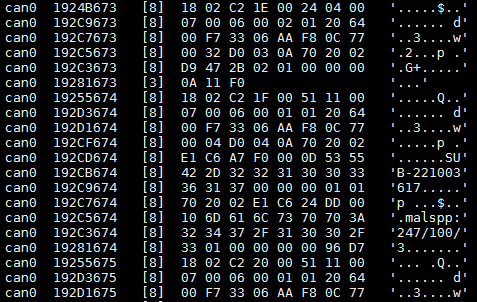 can0  1924B673   [8]  18 02 C2 1E 00 24 04 00   '.....$..'
can0  192C9673   [8]  07 00 06 00 02 01 20 64   '...... d'
can0  192C7673   [8]  00 F7 33 06 AA F8 0C 77   '..3....w'
can0  192C5673   [8]  00 32 D0 03 0A 70 20 02   '.2...p .'
can0  192C3673   [8]  D9 47 2B 02 01 00 00 00   '.G+.....'
can0  19281673   [3]  0A 11 F0                  '...'
can0  19255674   [8]  18 02 C2 1F 00 51 11 00   '.....Q..'
can0  192D3674   [8]  07 00 06 00 01 01 20 64   '...... d'
can0  192D1674   [8]  00 F7 33 06 AA F8 0C 77   '..3....w'
can0  192CF674   [8]  00 04 D0 04 0A 70 20 02   '.....p .'
can0  192CD674   [8]  E1 C6 A7 F0 00 0D 53 55   '......SU'
can0  192CB674   [8]  42 2D 32 32 31 30 30 33   'B-221003'
can0  192C9674   [8]  36 31 37 00 00 00 01 01   '617.....'
can0  192C7674   [8]  70 20 02 E1 C6 24 DD 00   'p ...$..'
can0  192C5674   [8]  10 6D 61 6C 73 70 70 3A   '.malspp:'
can0  192C3674   [8]  32 34 37 2F 31 30 30 2F   '247/100/'
can0  19281674   [8]  33 01 00 00 00 00 96 D7   '3.......'
can0  19255675   [8]  18 02 C2 20 00 51 11 00   '... .Q..'
can0  192D3675   [8]  07 00 06 00 01 01 20 64   '...... d'
can0  192D1675   [8]  00 F7 33 06 AA F8 0C 77   '..3....w'